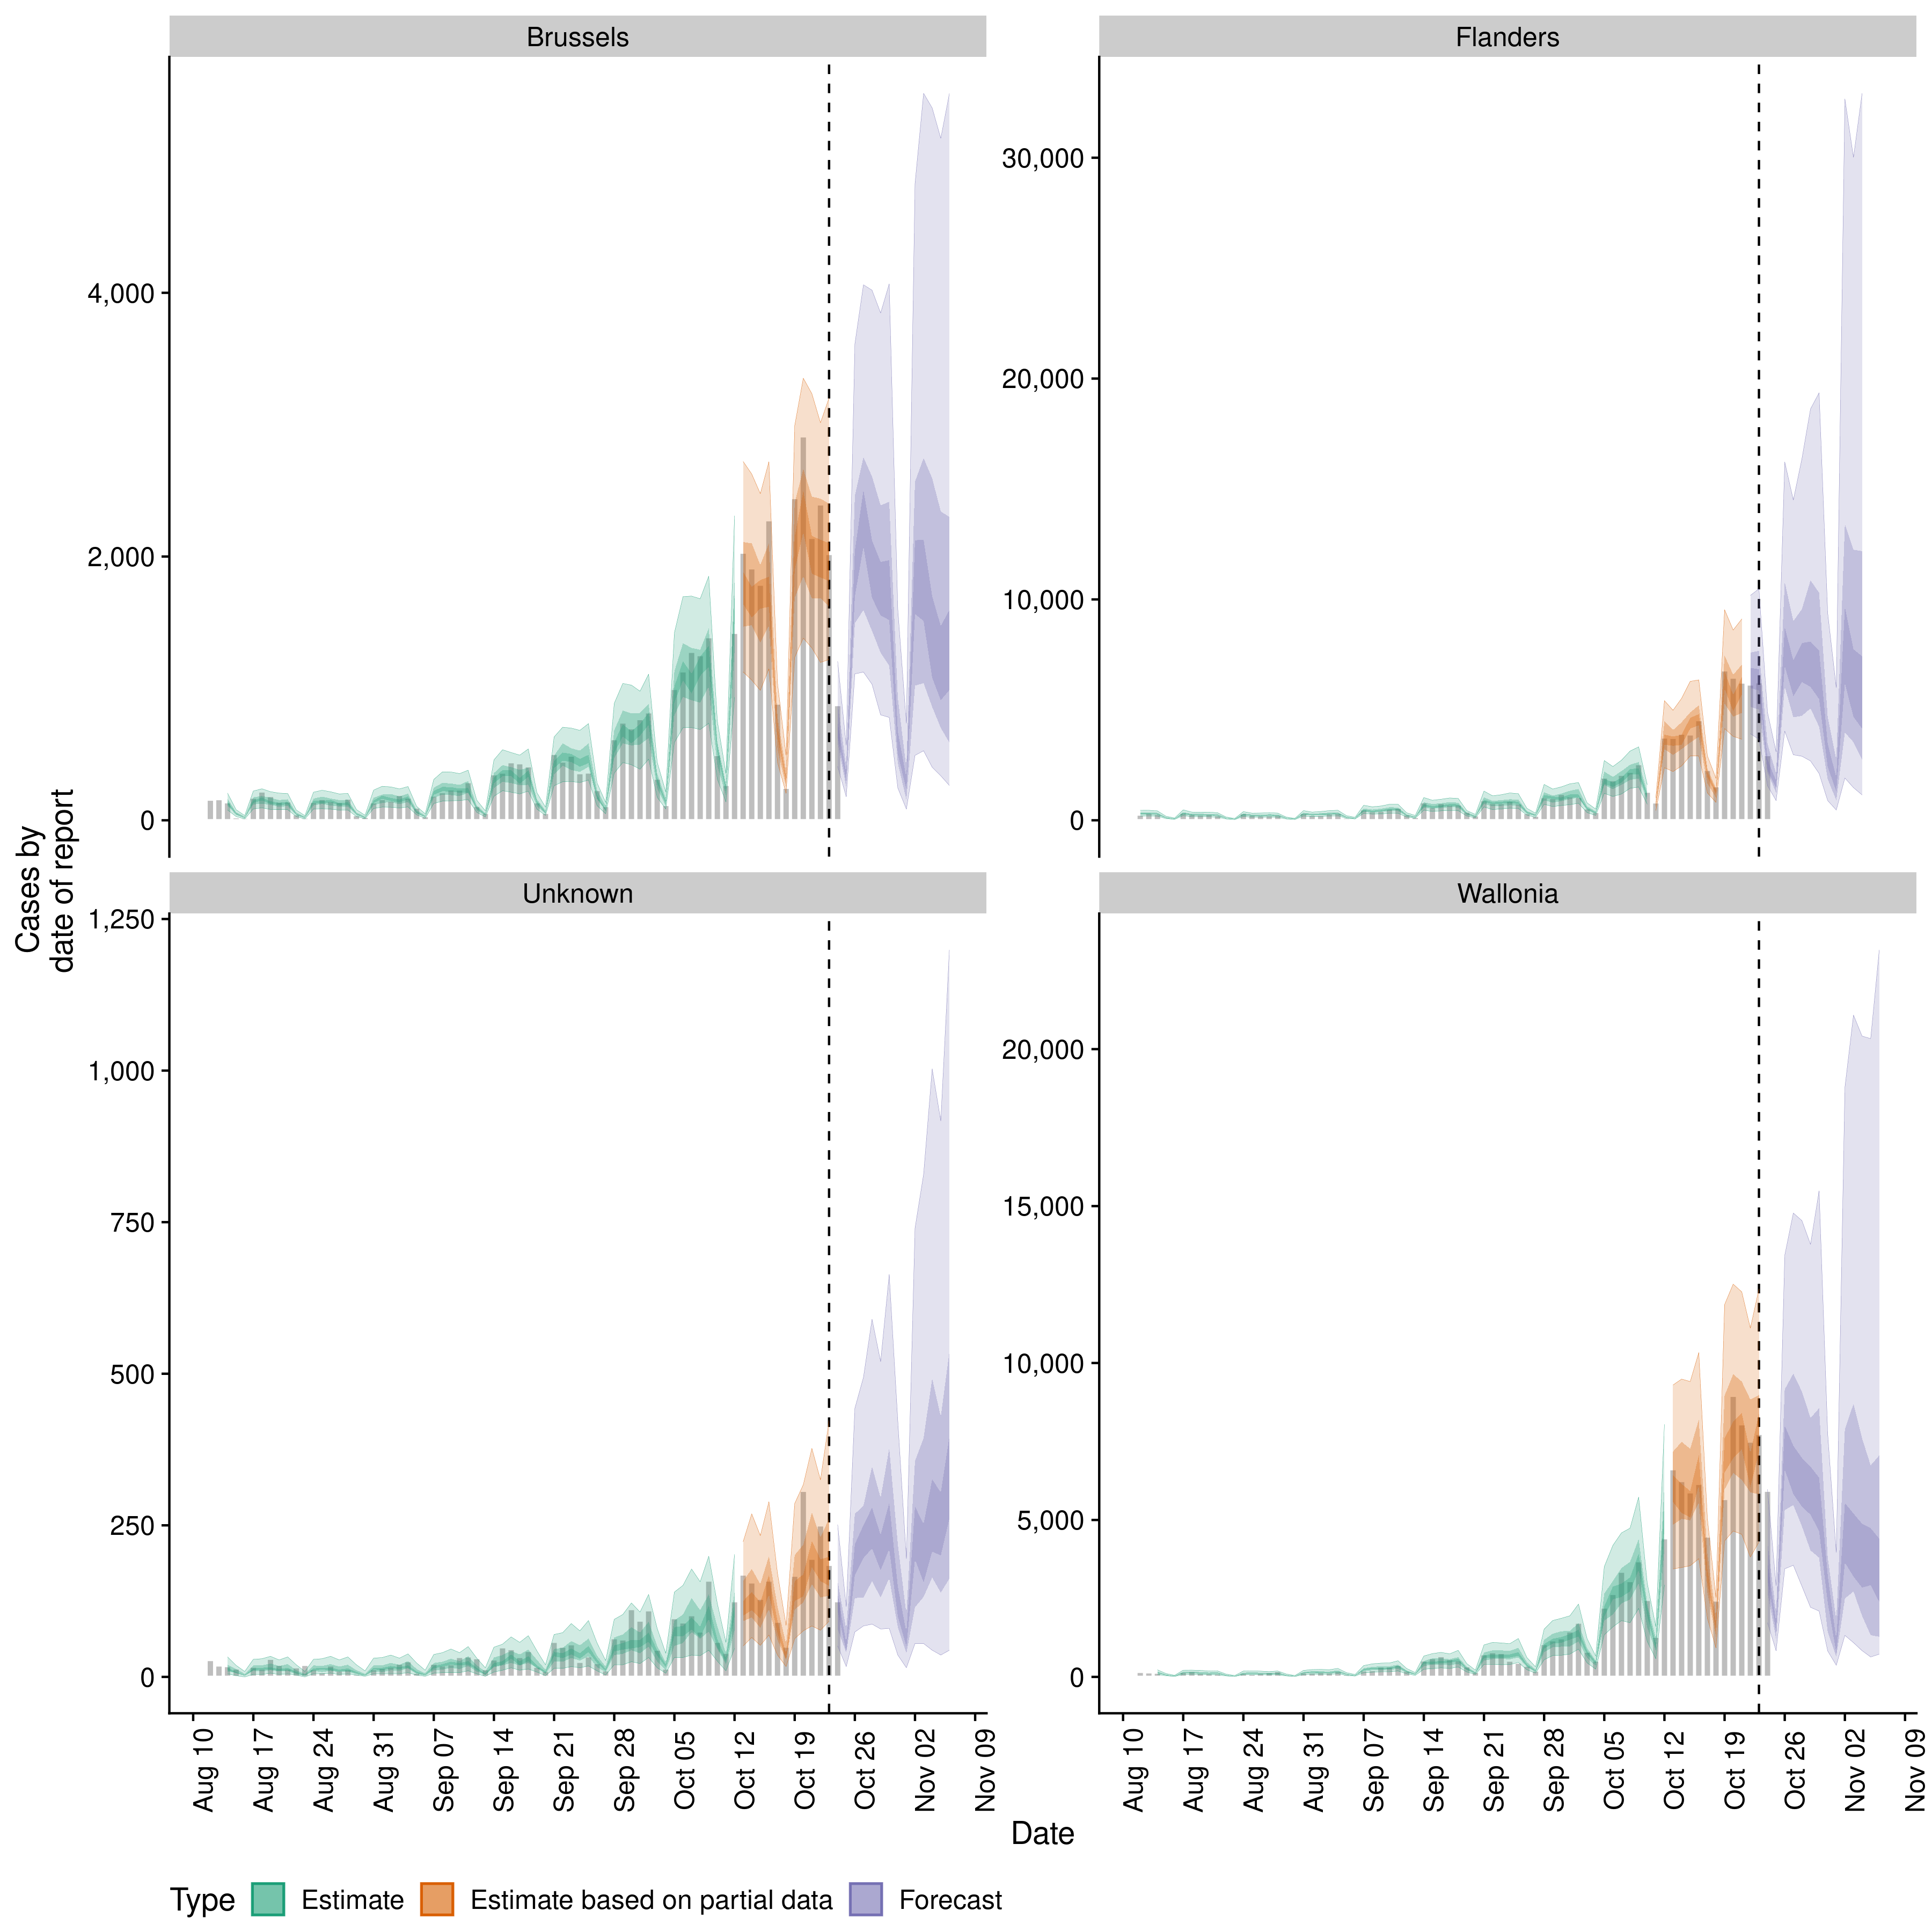 Brussels
Flanders
4,000
2,000
0
30,000
20,000
10,000
0
Cases by
date of report
Unknown
Wallonia
1,250
1,000
750
500
250
0
20,000
15,000
10,000
5,000
0
Aug 10
Aug 17
Aug 24
Aug 31
Sep 07
Sep 14
Sep 21
Sep 28
Oct 05
Oct 12
Oct 19
Oct 26
Nov 02
Nov 09
Aug 10
Aug 17
Aug 24
Aug 31
Sep 07
Sep 14
Sep 21
Sep 28
Oct 05
Oct 12
Oct 19
Oct 26
Nov 02
Nov 09
Date
Type Estimate Estimate based on partial data Forecast